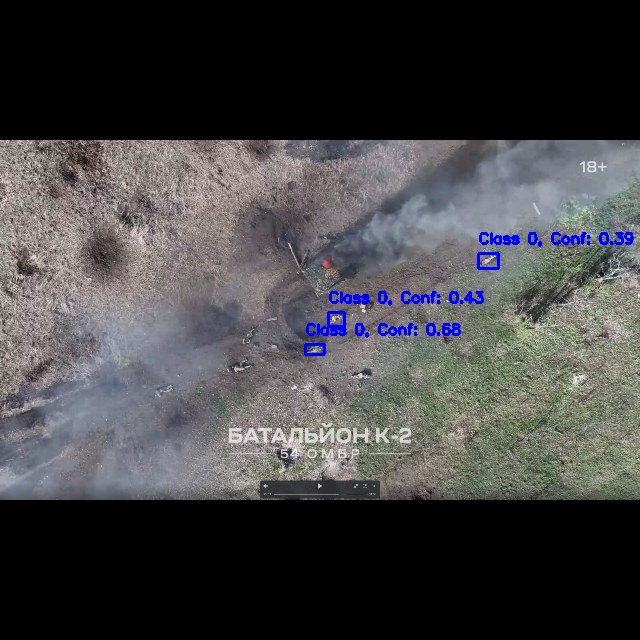 18+
Class 0, Conf: 0.39
Class 0, Conf: 0.43
Class 0, Conf: 0.68
БАТАЛЬЙОН К-2
54 ОМБР